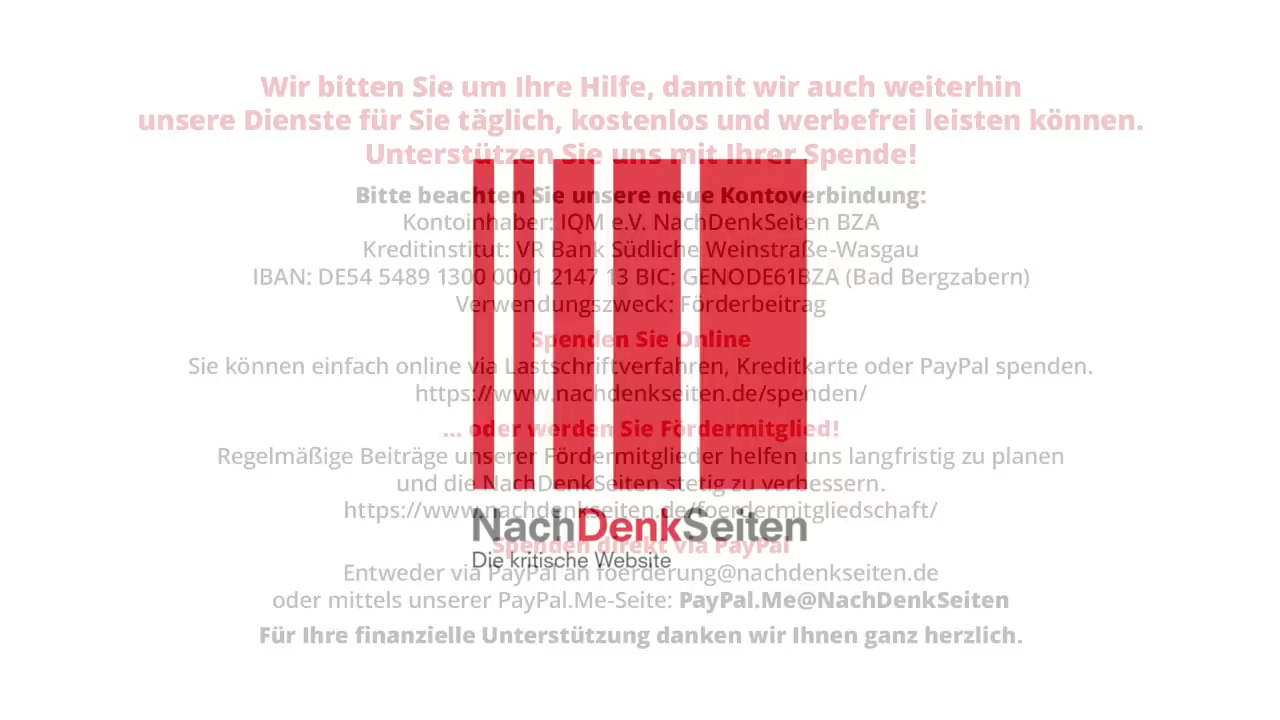 Wir bitten Sie um Ihre Hilfe, damit wir auch weiterhin
unsere Dienste für Sie täglich, kostenlos und werbefrei leisten können.
Unterstützen Sie uns mit Ihrer Spende!
Bitte beachten Sie unsere neue Kontoverbindung:
Kontoinhaber: IQM e.V. NachDenkSeiten BZA
Kreditinstitut: VR Bank Südliche Weinstraße-Wasgau
IBAN: DE54 5489 1300 0001 2147 13 BIC: GENODE61BZA (Bad Bergzabern)
Verwendungszweck: Förderbeitrag
Spenden Sie Online
Sie können einfach online via Lastschriftverfahren, Kreditkarte oder PayPal spenden.
https://www.nachdenkseiten.de/spenden/
... oder werden Sie Fördermitglied!
Regelmäßige Beiträge unserer Fördermitglieder helfen uns langfristig zu planen
und die NachDenkSeiten stetig zu verbessern.
https://www.nachdenkseiten.de/foerdermitgliedschaft/
NachDenkSeiten
Spenden direkt via PayPal
Die kritische Website
Entweder via PayPal an foerderung@nachdenkseiten.de
oder mittels unserer PayPal.Me-Seite: PayPal.Me@NachDenkSeiten
Für Ihre finanzielle Unterstützung danken wir Ihnen ganz herzlich.